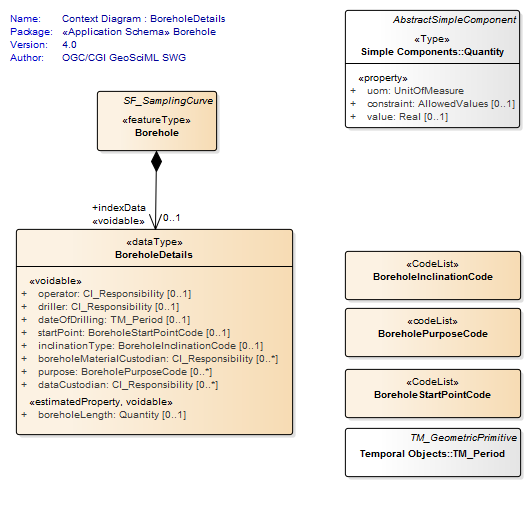 Name: Context Diagram : BoreholeDetails
Package: «Application Schema» Borehole
Version: 4.0
Author: OGC/CGI GeoSciML SWG
AbstractSimpleComponent
«Type»
Simple Components::Quantity
«property»
+ uom: UnitOfMeasure
+ constraint: AllowedValues [0..1]
+ value: Real [0..1]
SF_SamplingCurve
«featureType»
Borehole
+indexData
«voidable»
0..1
«dataType»
BoreholeDetails
«voidable»
+ operator: CI_Responsibility [0..1]
+ driller: CI_Responsibility [0..1]
+ dateOfDrilling: TM_Period [0..1]
+ startPoint: BoreholeStartPointCode [0..1]
+ inclinationType: BoreholeInclinationCode [0..1]
+ boreholeMaterialCustodian: CI_Responsibility [0..*]
+ purpose: BoreholePurposeCode [0..*]
+ dataCustodian: CI_Responsibility [0..*]
«estimatedProperty, voidable»
+ boreholeLength: Quantity [0..1]
«CodeList»
BoreholeInclinationCode
«codeList»
BoreholePurposeCode
«CodeList»
BoreholeStartPointCode
TM_GeometricPrimitive
Temporal Objects::TM_Period